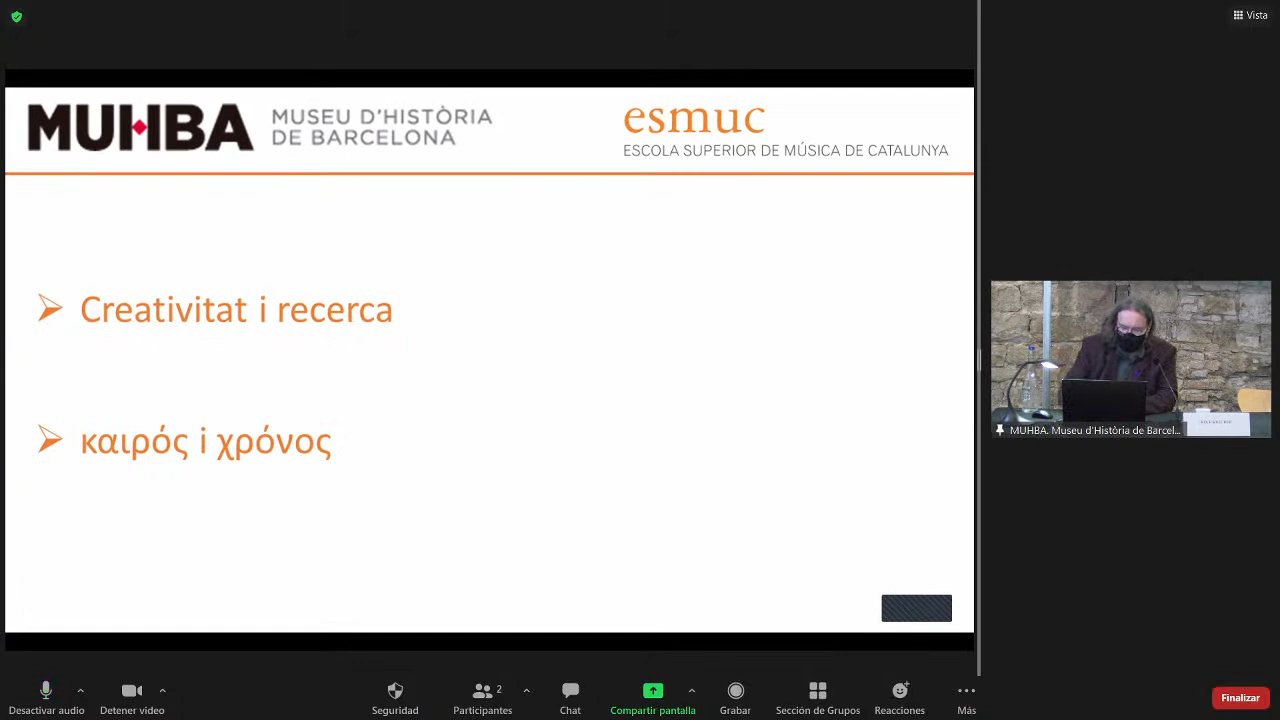 Vista
MUHBA MUSEU D'HISTÒRIA
DE BARCELONA
esmuc
ESCOLA SUPERIOR DE MÚSICA DE CATALUNYA
Creativitat i recerca
καιρός i χρόνος
MUHBA. Museu d'Història de Barcel...
Desactivar audio
Detener video
Seguridad
2
Participantes
Chat
Compartir pantalla
Grabar
Sección de Grupos
Reacciones
Más
Finalizar